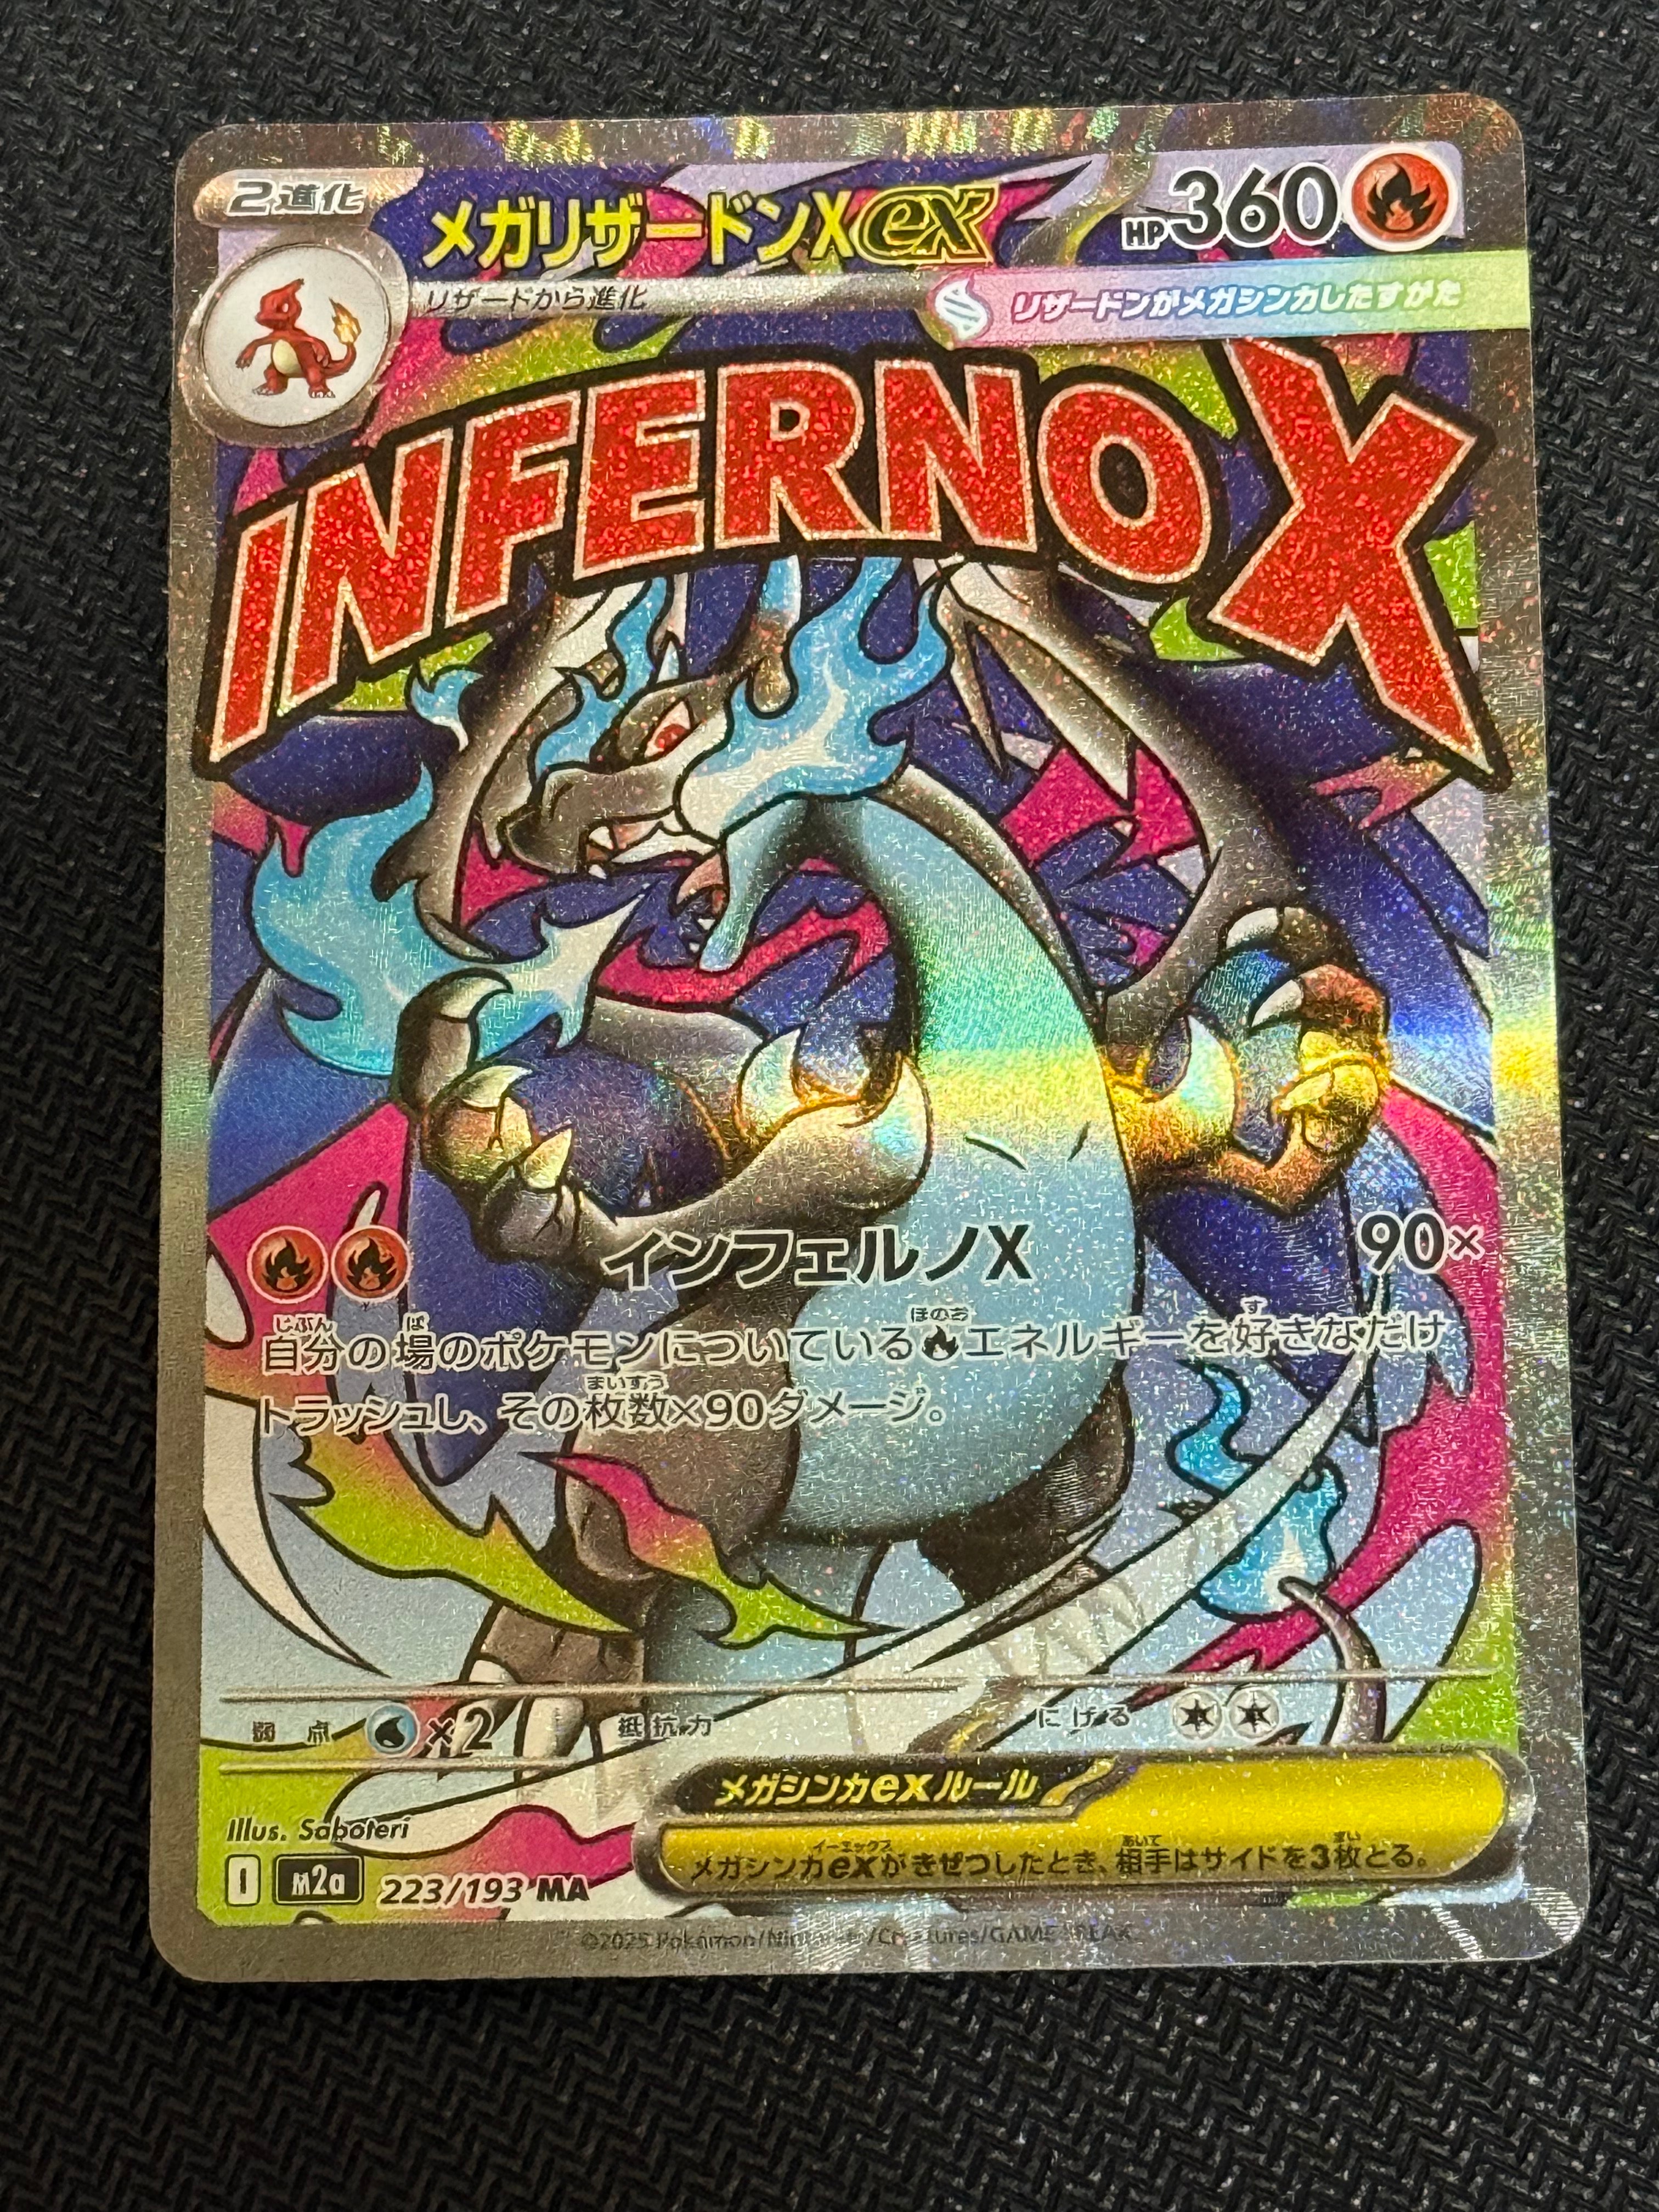 2進化
メガリザードンXex
HP360
リザードから進化
リザードンがメガシンカしたすがた
INFERNO X
インフェルノX 90×
自分の場のポケモンについているエネルギーを好きなだけ
トラッシュし、その枚数×90ダメージ。
弱点 ×2 抵抗力 にげる
メガシンカexルール
メガシンカexがきぜつしたとき、相手はサイドを3枚とる。
Illus. Saboteri
I M2a 223/193 MA
©2025 Pokémon/Nintendo/Creatures/GAME FREAK